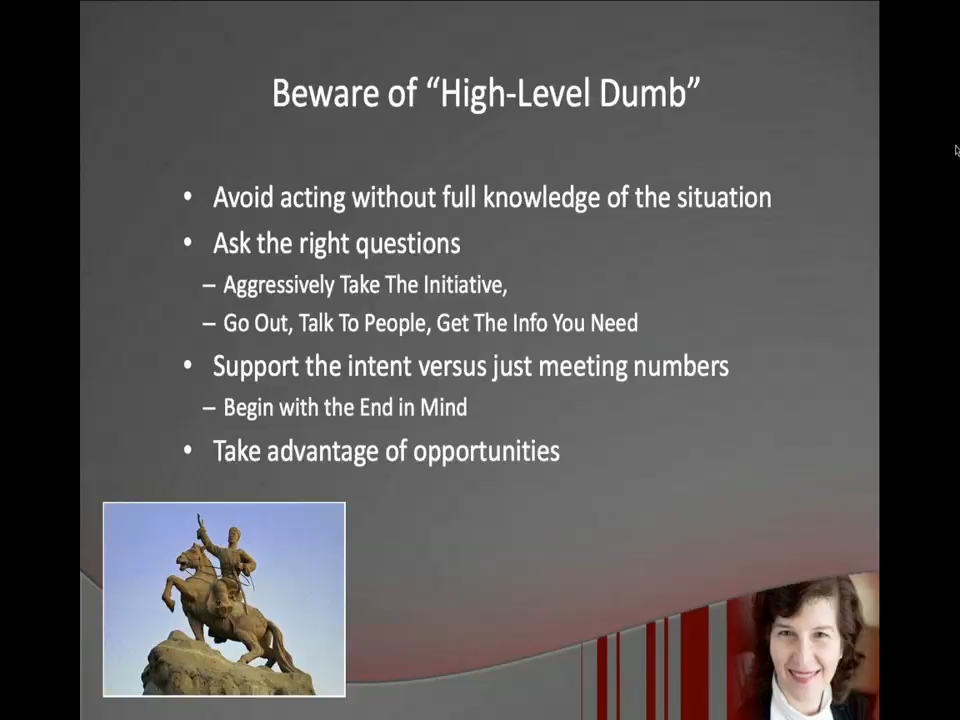 Beware of “High-Level Dumb”
• Avoid acting without full knowledge of the situation
• Ask the right questions
– Aggressively Take The Initiative,
– Go Out, Talk To People, Get The Info You Need
• Support the intent versus just meeting numbers
– Begin with the End in Mind
• Take advantage of opportunities